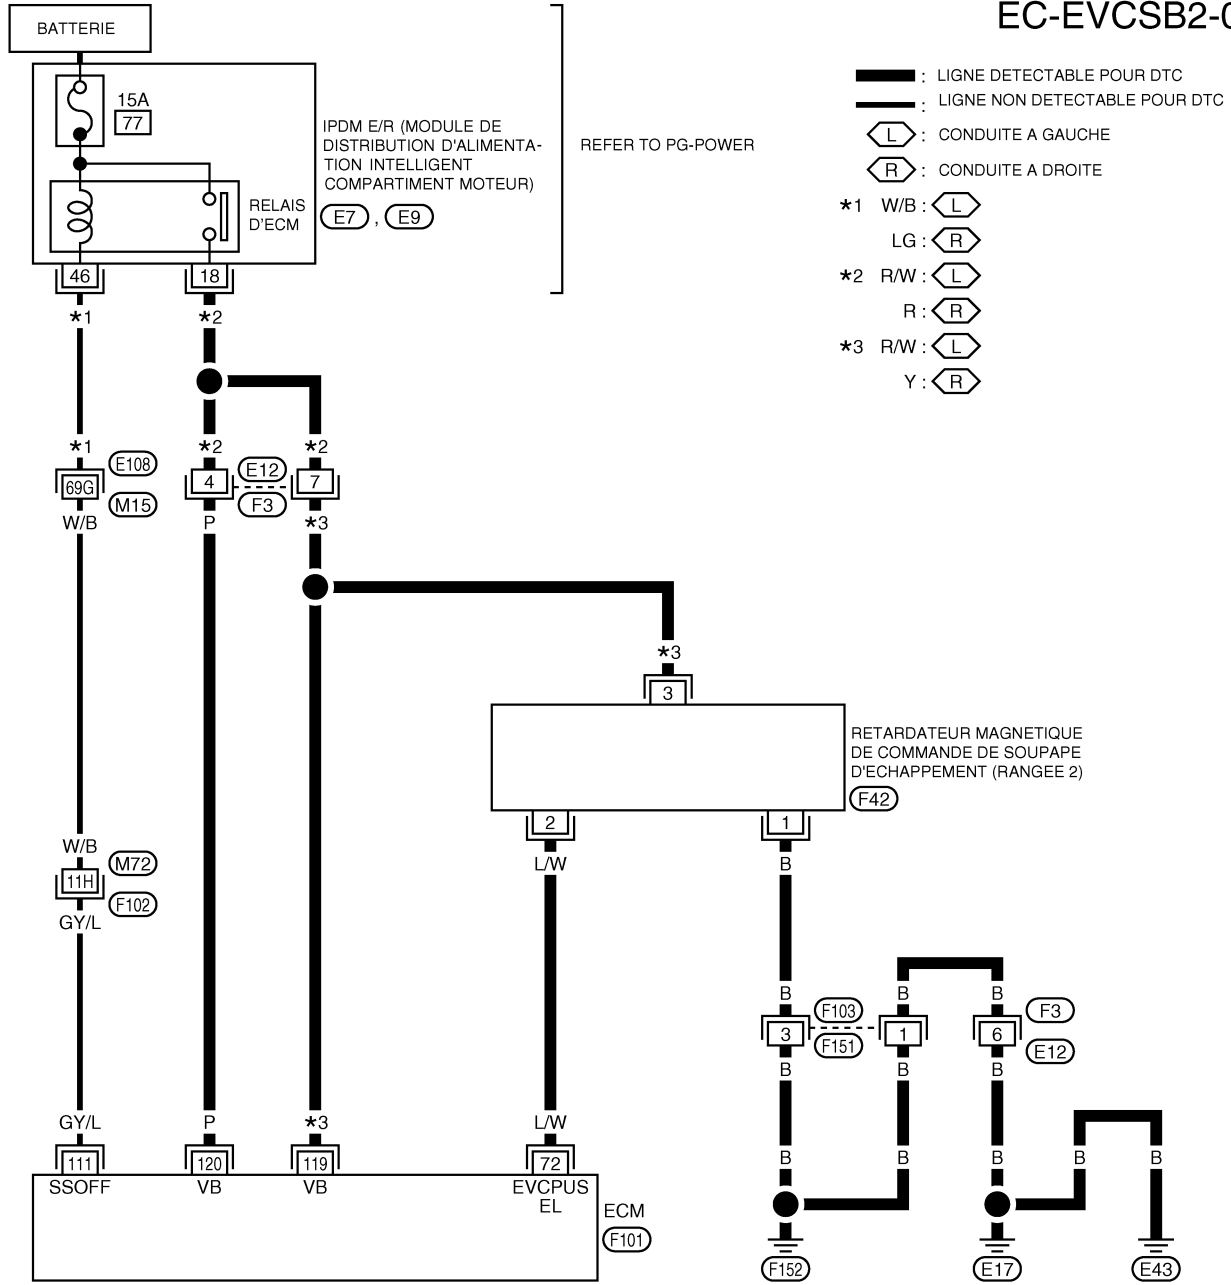 EC-EVCSB2-0
BATTERIE
15A
77
IPDM E/R (MODULE DE
DISTRIBUTION D'ALIMENTA-
TION INTELLIGENT
COMPARTIMENT MOTEUR)
E7 , E9
RELAIS
D'ECM
REFER TO PG-POWER
: LIGNE DETECTABLE POUR DTC
: LIGNE NON DETECTABLE POUR DTC
L : CONDUITE A GAUCHE
R : CONDUITE A DROITE
*1 W/B : L
LG : R
*2 R/W : L
R : R
*3 R/W : L
Y : R
46 18
*1 *2
*1 *2 *2
E108 E12
69G 4 7
M15 F3
W/B P *3
*3
3
RETARDATEUR MAGNETIQUE
DE COMMANDE DE SOUPAPE
D'ECHAPPEMENT (RANGEE 2)
F42
2 1
W/B L/W B
M72
11H
F102
GY/L
B B B
F103 F3
3 1 6
F151 E12
B B B
GY/L P *3 L/W
B B B B B
111 120 119 72
SSOFF VB VB EVCPUS
EL
ECM
F101
F152 E17 E43